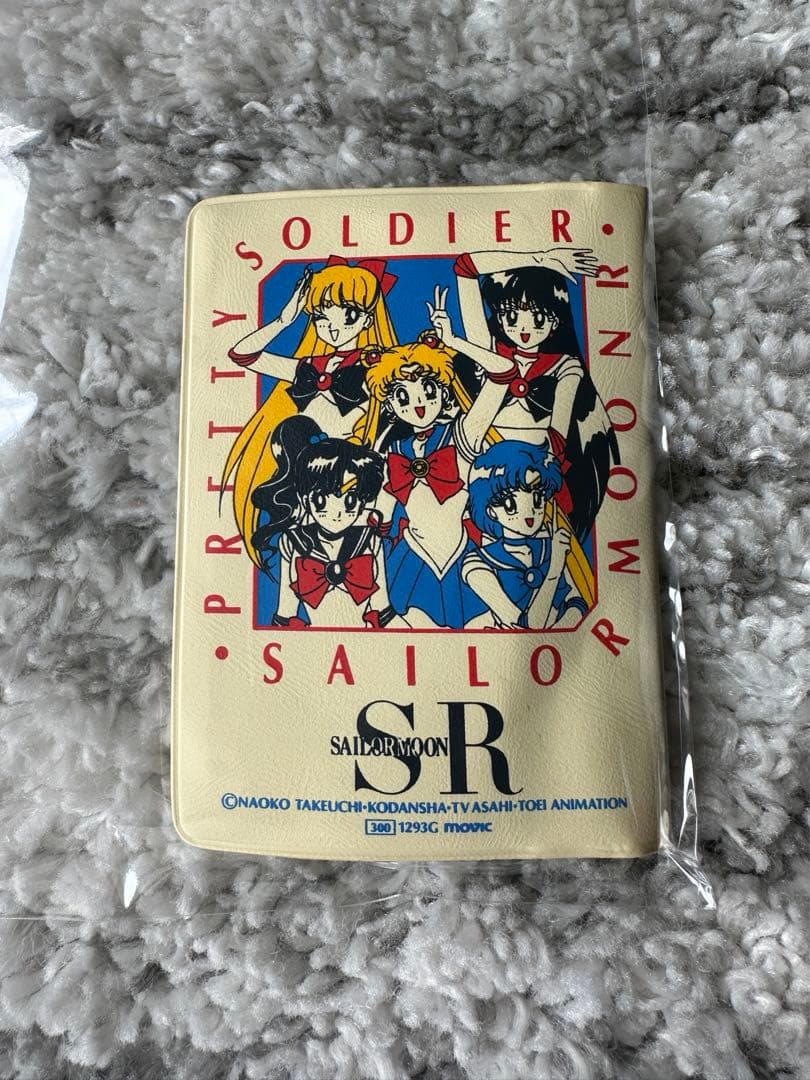 PRETTY SOLDIER・
・SAILOR MOON R
SR
SAILORMOON
©NAOKO TAKEUCHI・KODANSHA・TV ASAHI・TOEI ANIMATION
300 1293G movic